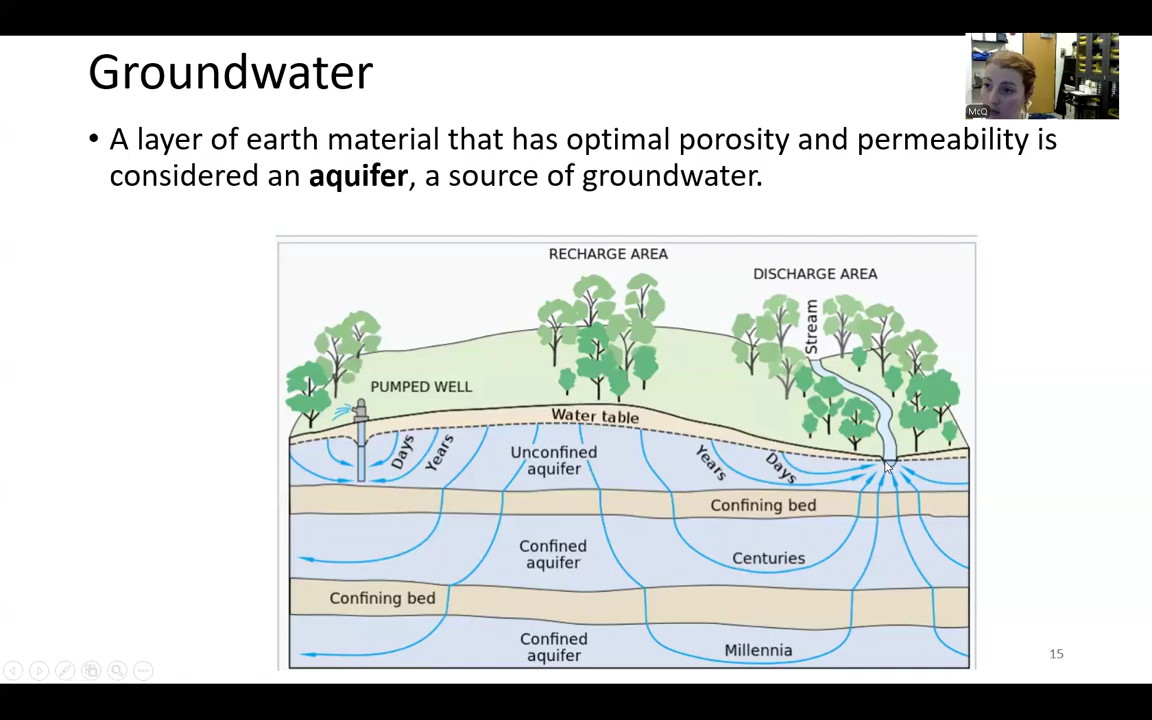 Groundwater
McQ
• A layer of earth material that has optimal porosity and permeability is
considered an aquifer, a source of groundwater.
RECHARGE AREA
DISCHARGE AREA
Stream
PUMPED WELL
Water table
Days
Years
Unconfined
aquifer
Years
Days
Confining bed
Confined
aquifer
Centuries
Confining bed
Confined
aquifer
Millennia
15